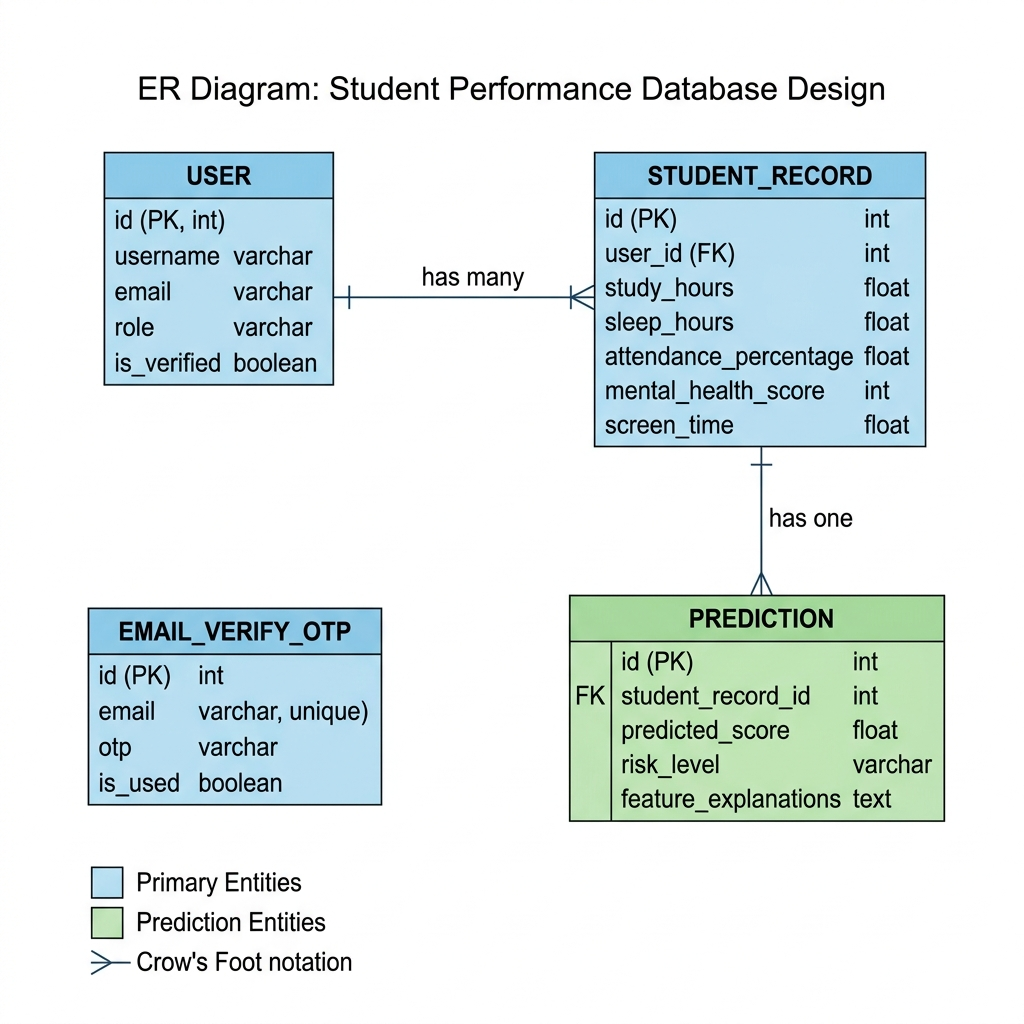 ER Diagram: Student Performance Database Design
USER
id (PK, int)
username varchar
email varchar
role varchar
is_verified boolean
has many
STUDENT_RECORD
id (PK) int
user_id (FK) int
study_hours float
sleep_hours float
attendance_percentage float
mental_health_score int
screen_time float
has one
EMAIL_VERIFY_OTP
id (PK) int
email varchar, unique)
otp varchar
is_used boolean
PREDICTION
id (PK) int
FK student_record_id int
predicted_score float
risk_level varchar
feature_explanations text
Primary Entities
Prediction Entities
Crow's Foot notation